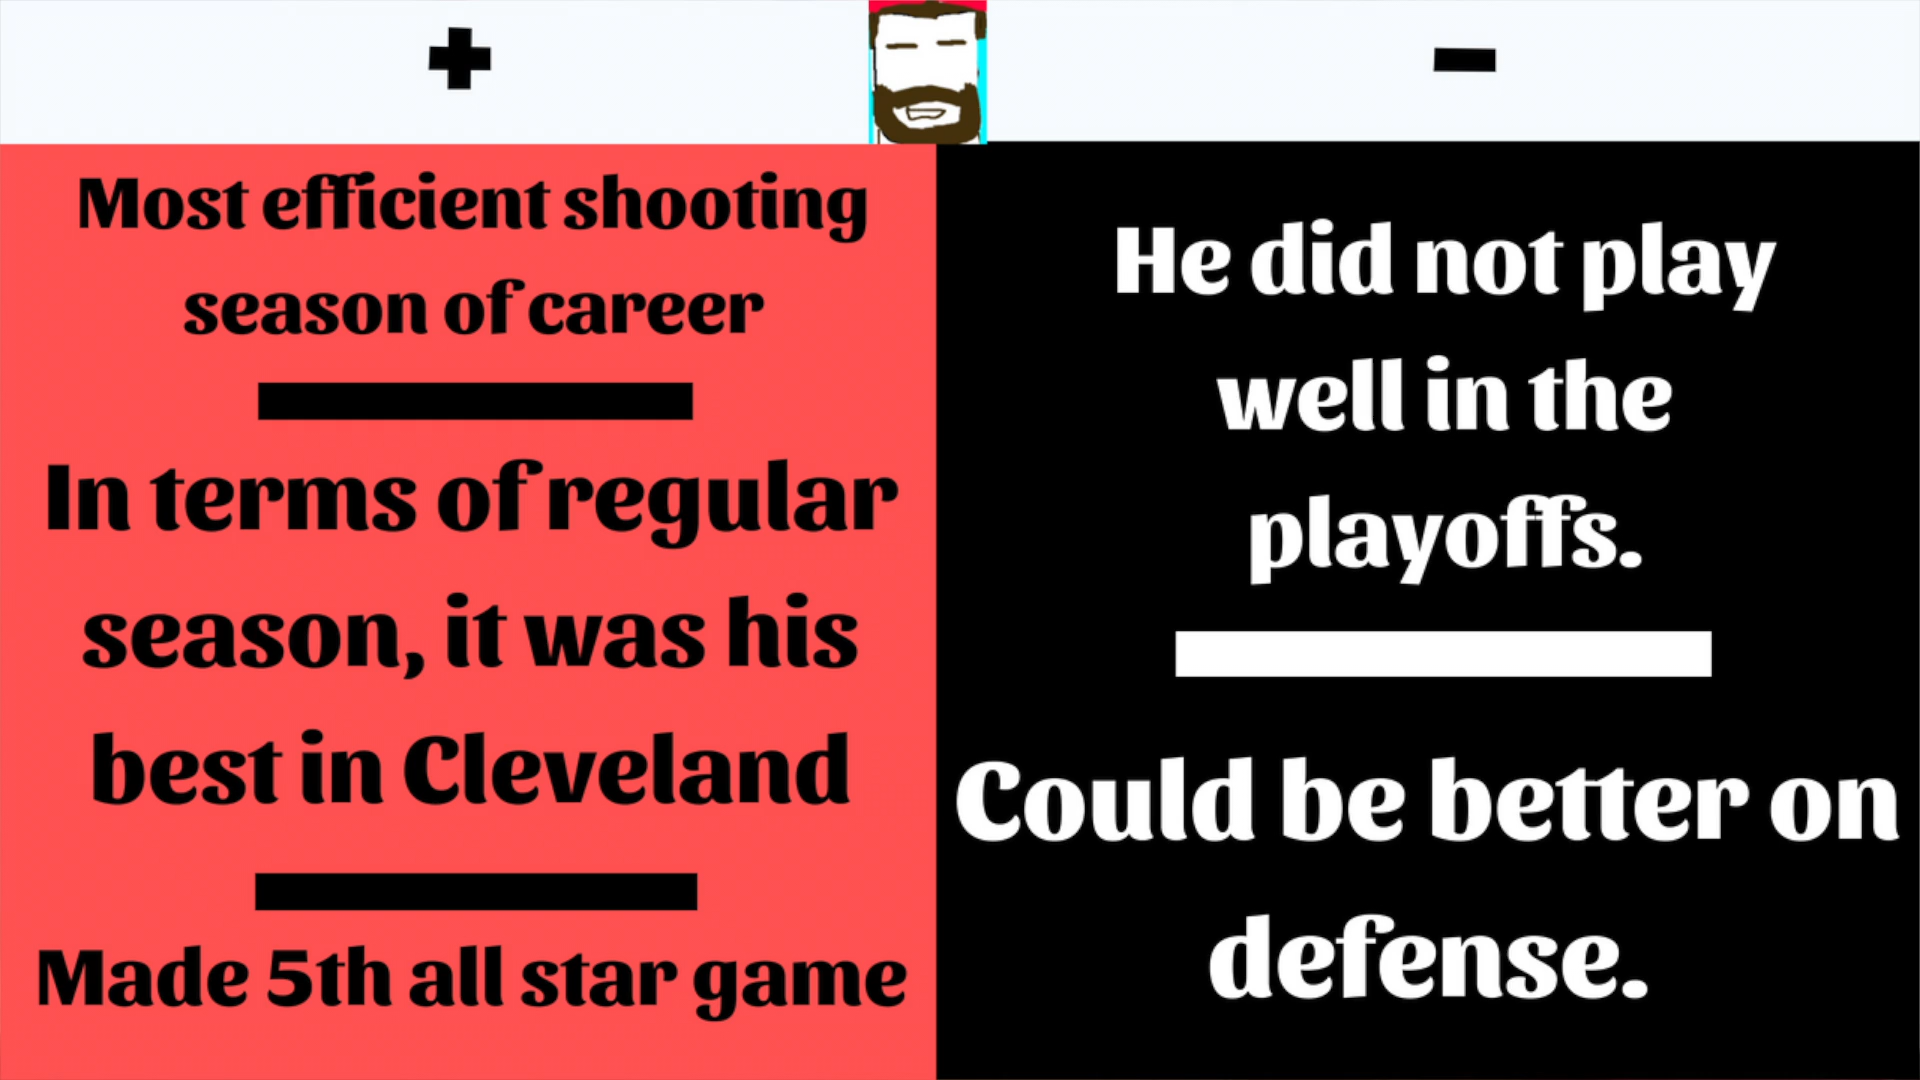 +
-
Most efficient shooting
season of career
In terms of regular
season, it was his
best in Cleveland
Made 5th all star game
He did not play
well in the
playoffs.
Could be better on
defense.